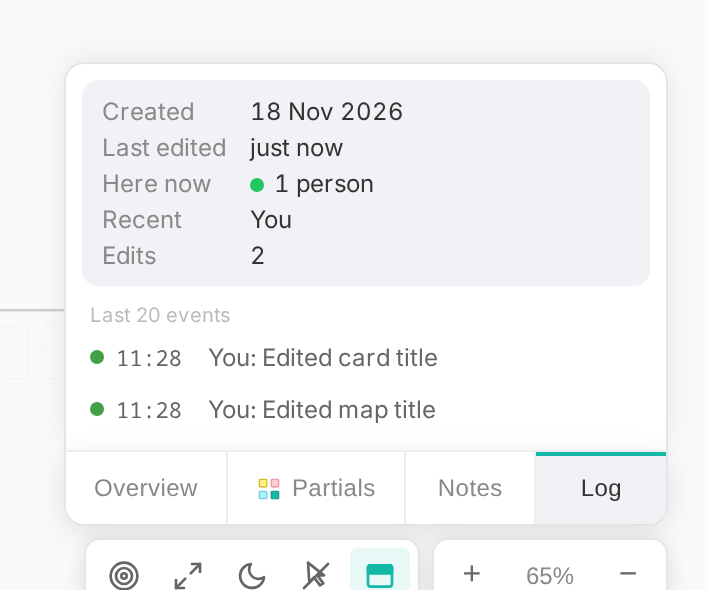 Created 18 Nov 2026
Last edited just now
Here now 1 person
Recent You
Edits 2
Last 20 events
11:28 You: Edited card title
11:28 You: Edited map title
Overview Partials Notes Log
+ 65% −